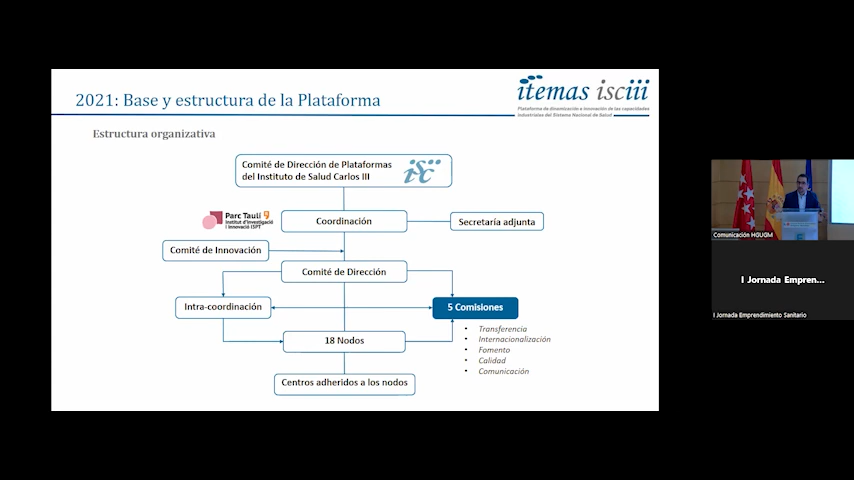 2021: Base y estructura de la Plataforma
itemas isciii
Plataforma de dinamización e innovación de las capacidades
industriales del Sistema Nacional de Salud
Estructura organizativa
Comité de Dirección de Plataformas
del Instituto de Salud Carlos III
isc
Parc Taulí
Institut d'Investigació
i Innovació I3PT
Coordinación
Secretaría adjunta
Comité de Innovación
Comité de Dirección
Intra-coordinación
5 Comisiones
18 Nodos
• Transferencia
• Internacionalización
• Fomento
• Calidad
• Comunicación
Centros adheridos a los nodos
Comunicación HGUGM
I Jornada Empren...
I Jornada Emprendimiento Sanitario